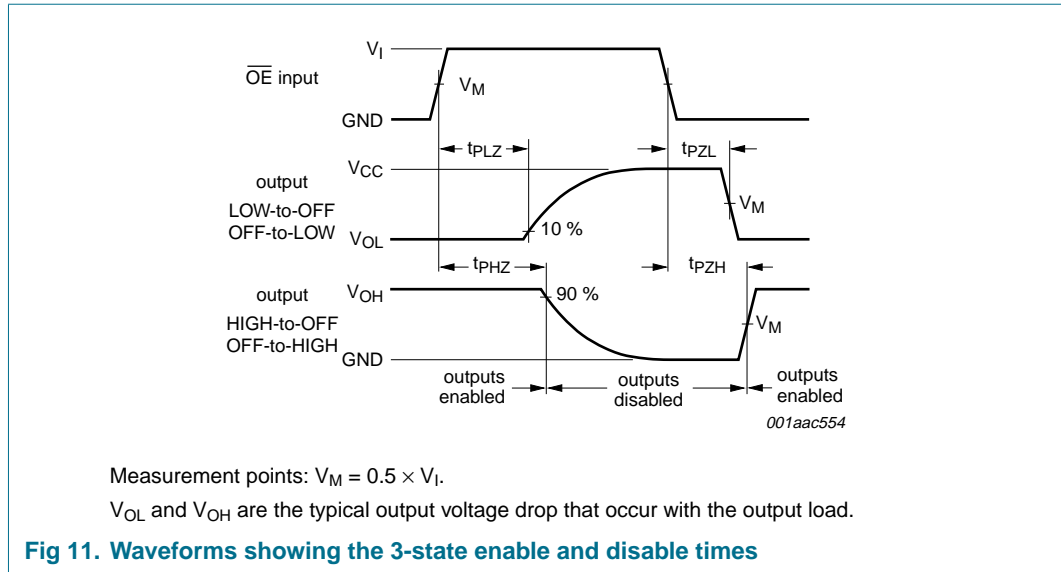 V_I
OE input
V_M
GND
t_PLZ
t_PZL
V_CC
output
LOW-to-OFF
OFF-to-LOW
V_M
10 %
V_OL
t_PHZ
t_PZH
output
V_OH
90 %
HIGH-to-OFF
OFF-to-HIGH
V_M
GND
outputs
enabled
outputs
disabled
outputs
enabled
001aac554
Measurement points: V_M = 0.5 × V_I.
V_OL and V_OH are the typical output voltage drop that occur with the output load.
Fig 11. Waveforms showing the 3-state enable and disable times